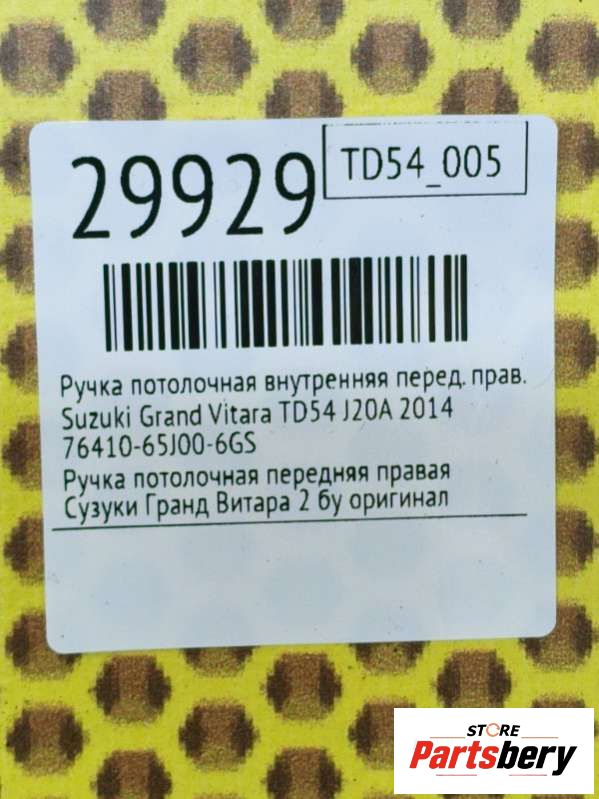 29929
TD54_005
Ручка потолочная внутренняя перед. прав.
Suzuki Grand Vitara TD54 J20A 2014
76410-65J00-6GS
Ручка потолочная передняя правая
Сузуки Гранд Витара 2 бу оригинал
STORE
Partsbery